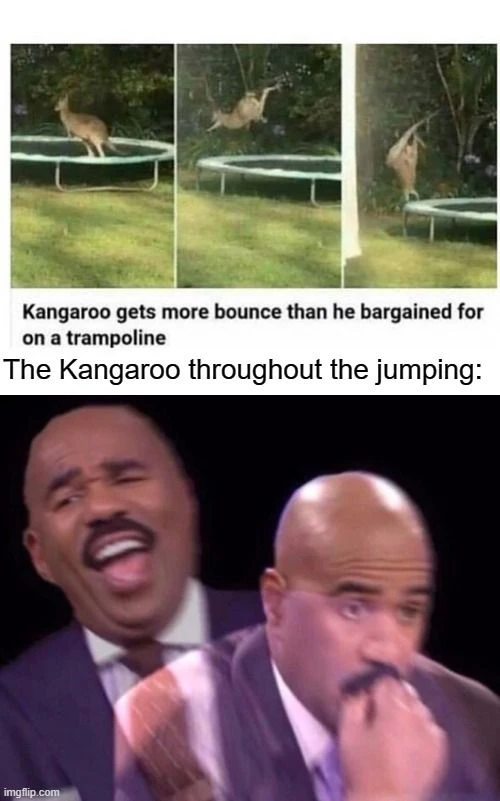 Kangaroo gets more bounce than he bargained for
on a trampoline
The Kangaroo throughout the jumping:
imgflip.com